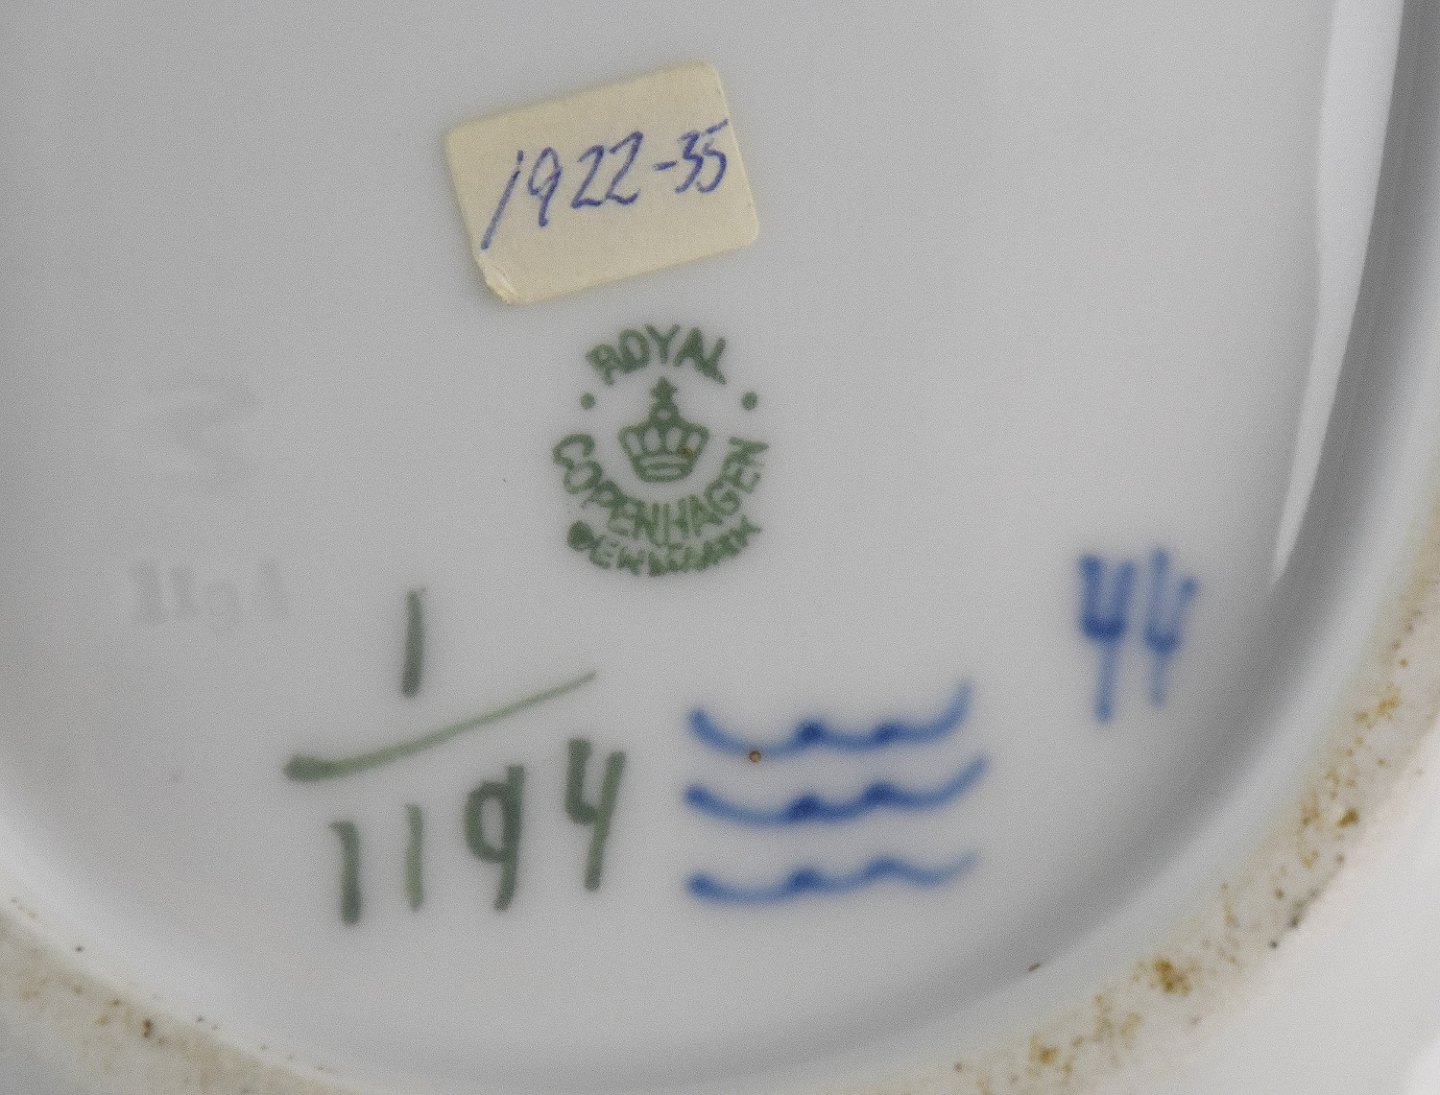 1922-35
ROYAL
COPENHAGEN
DENMARK
44
1
1194